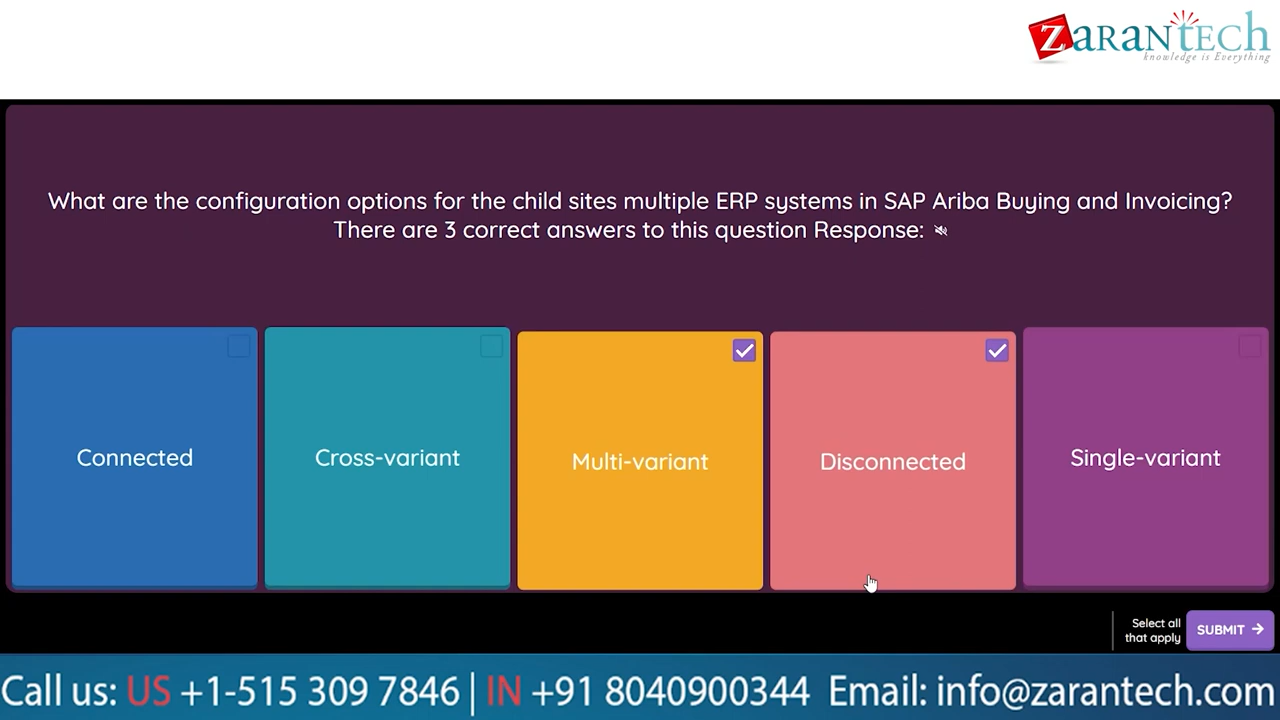 ZARANTECH
knowledge is Everything
What are the configuration options for the child sites multiple ERP systems in SAP Ariba Buying and Invoicing?
There are 3 correct answers to this question Response:
Connected
Cross-variant
Multi-variant
Disconnected
Single-variant
Select all
that apply
SUBMIT
Call us: US +1-515 309 7846 | IN +91 8040900344 Email: info@zarantech.com